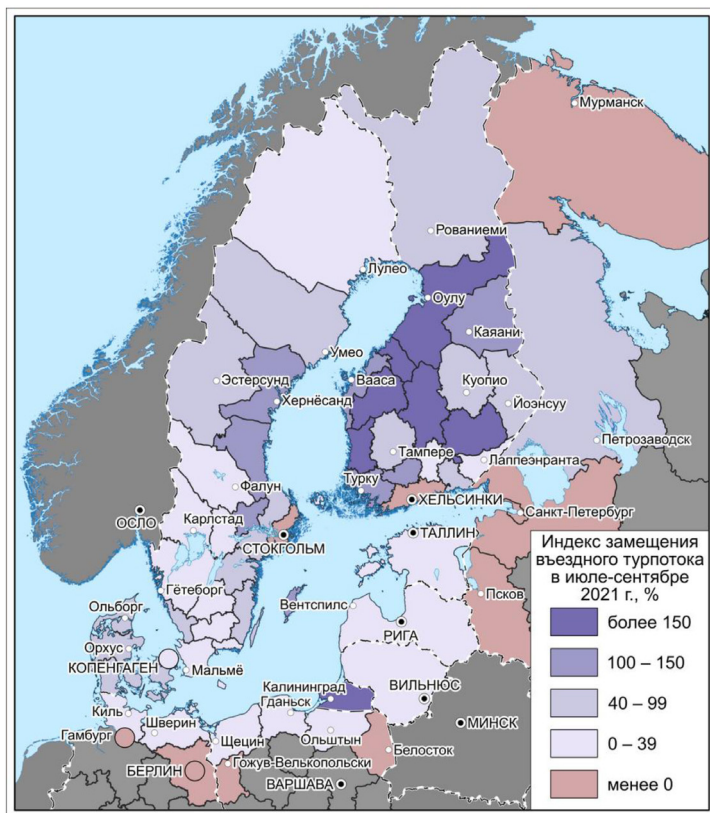 Мурманск
Рованиеми
Лулео
Оулу
Каяани
Умео
Эстерсунд
Вааса
Куопио
Хернёсанд
Йоэнсуу
Петрозаводск
Тампере
Лаппеэнранта
Фалун
Турку
ХЕЛЬСИНКИ
ОСЛО
Карлстад
Санкт-Петербург
СТОКГОЛЬМ
ТАЛЛИН
Индекс замещения
въездного турпотока
в июле-сентябре
2021 г., %
Гётеборг
Псков
Ольборг
Вентспилс
более 150
Орхус
РИГА
100 – 150
КОПЕНГАГЕН
Мальмё
40 – 99
Калининград
ВИЛЬНЮС
Киль
Гданьск
МИНСК
0 – 39
Шверин
Гамбург
Щецин
Ольштын
Белосток
БЕРЛИН
Гожув-Велькопольски
менее 0
ВАРШАВА